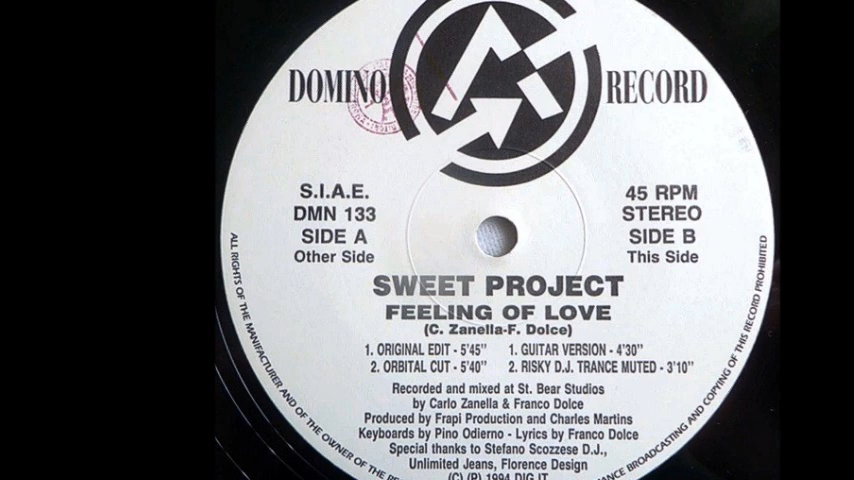 DOMINO RECORD
S.I.A.E.
DMN 133
SIDE A
Other Side
45 RPM
STEREO
SIDE B
This Side
SWEET PROJECT
FEELING OF LOVE
(C. Zanella-F. Dolce)
1. ORIGINAL EDIT - 5'45"
2. ORBITAL CUT - 5'40"
1. GUITAR VERSION - 4'30"
2. RISKY D.J. TRANCE MUTED - 3'10"
Recorded and mixed at St. Bear Studios
by Carlo Zanella & Franco Dolce
Produced by Frapi Production and Charles Martins
Keyboards by Pino Odierno - Lyrics by Franco Dolce
Special thanks to Stefano Scozzese D.J.,
Unlimited Jeans, Florence Design
(C) (P) 1994 DIG IT
ALL RIGHTS OF THE MANUFACTURER AND OF THE OWNER OF THE
BROADCASTING AND COPYING OF THIS RECORD PROHIBITED